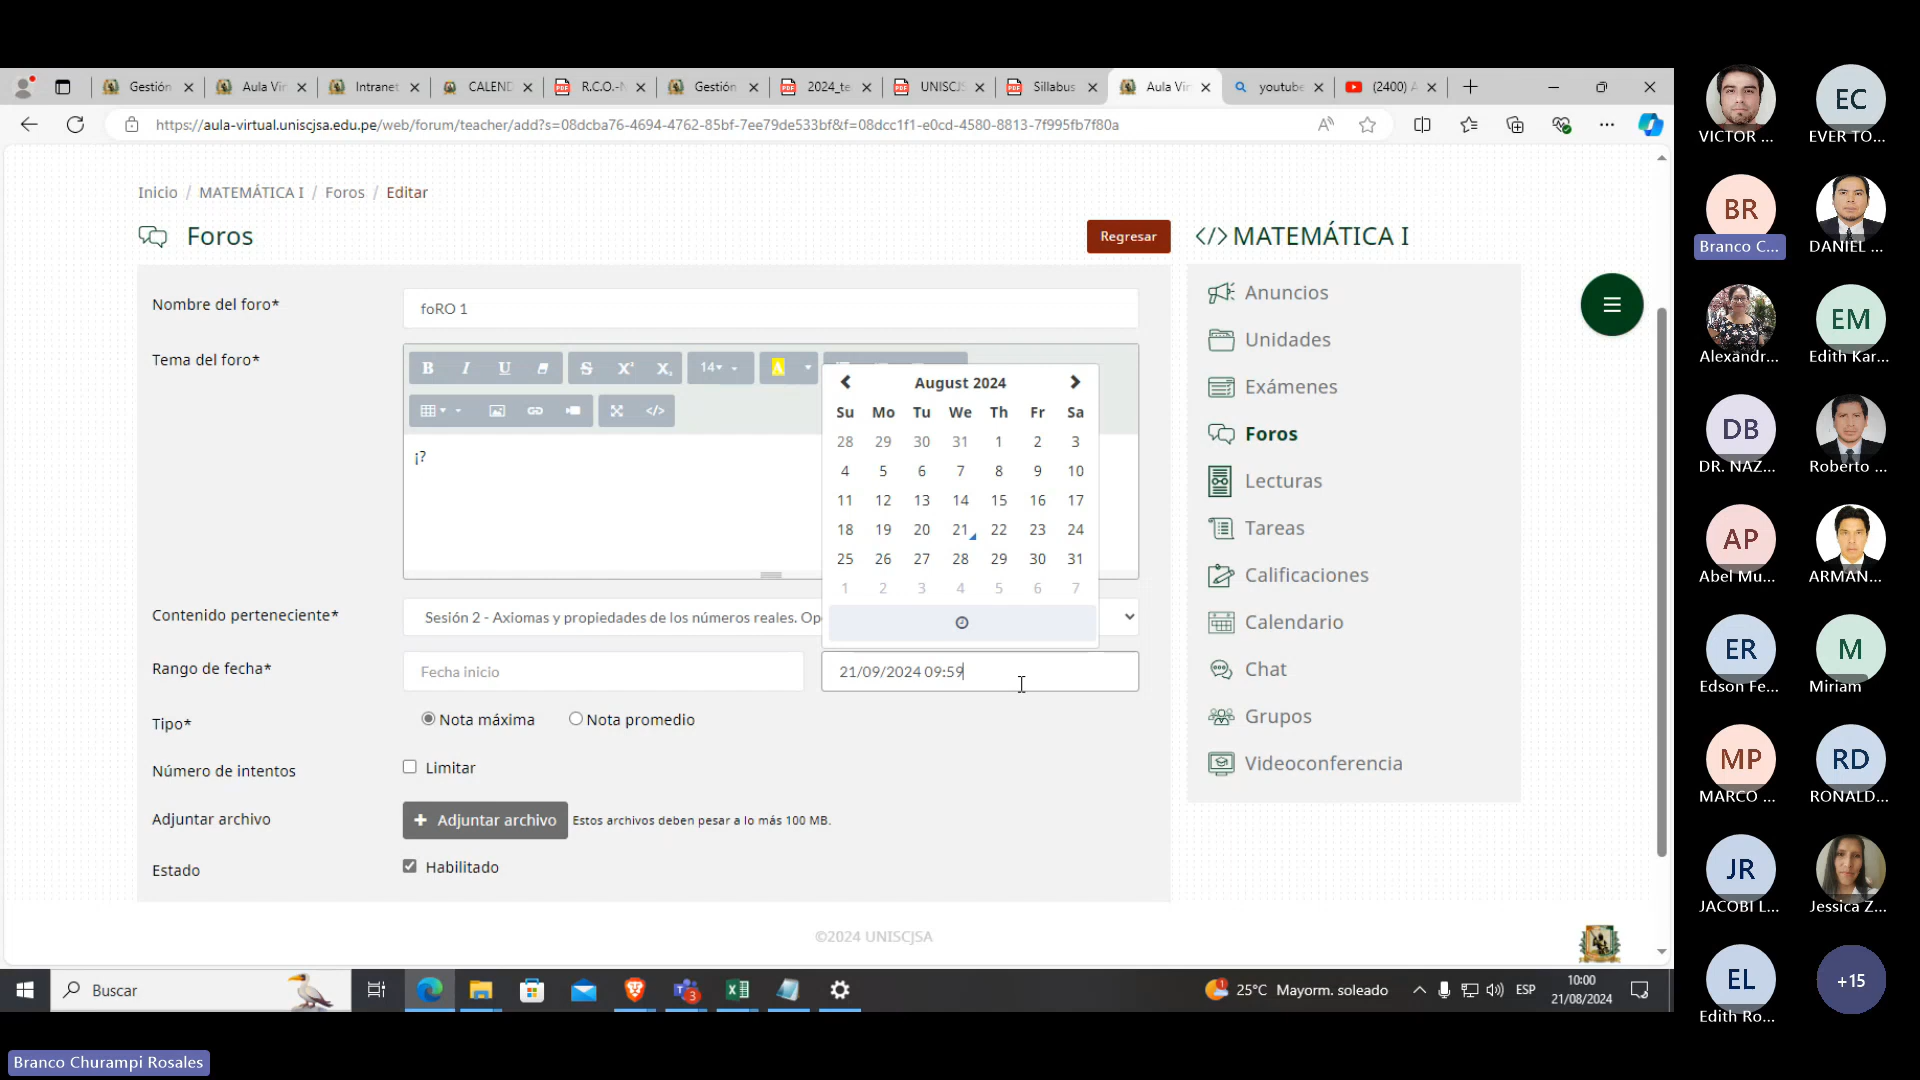 Gestión
Aula Vir
Intranet
CALEND
R.C.O.-N
Gestión
2024_te
UNISCJS
Sillabus
Aula Vir
youtube
(2400) A
https://aula-virtual.uniscjsa.edu.pe/web/forum/teacher/add?s=08dcba76-4694-4762-85bf-7ee79de533bf&f=08dcc1f1-e0cd-4580-8813-7f995fb7f80a
Inicio / MATEMÁTICA I / Foros / Editar
Foros
Regresar
</> MATEMÁTICA I
Nombre del foro*
foRO 1
Tema del foro*
B I U S X² X₂ 14 A
</>
¡?
August 2024
Su Mo Tu We Th Fr Sa
28 29 30 31 1 2 3
4 5 6 7 8 9 10
11 12 13 14 15 16 17
18 19 20 21 22 23 24
25 26 27 28 29 30 31
1 2 3 4 5 6 7
Contenido perteneciente*
Sesión 2 - Axiomas y propiedades de los números reales. Op
Rango de fecha*
Fecha inicio
21/09/2024 09:59
Tipo*
Nota máxima
Nota promedio
Número de intentos
Limitar
Adjuntar archivo
+ Adjuntar archivo
Estos archivos deben pesar a lo más 100 MB.
Estado
Habilitado
Anuncios
Unidades
Exámenes
Foros
Lecturas
Tareas
Calificaciones
Calendario
Chat
Grupos
Videoconferencia
©2024 UNISCJSA
Buscar
3
1
25°C Mayorm. soleado
ESP
10:00
21/08/2024
VICTOR ...
EC
EVER TO...
BR
Branco C...
DANIEL ...
Alexandr...
EM
Edith Kar...
DB
DR. NAZ...
Roberto ...
AP
Abel Mu...
ARMAN...
ER
Edson Fe...
M
Miriam
MP
MARCO ...
RD
RONALD...
JR
JACOBI L...
Jessica Z...
EL
Edith Ro...
+15
Branco Churampi Rosales